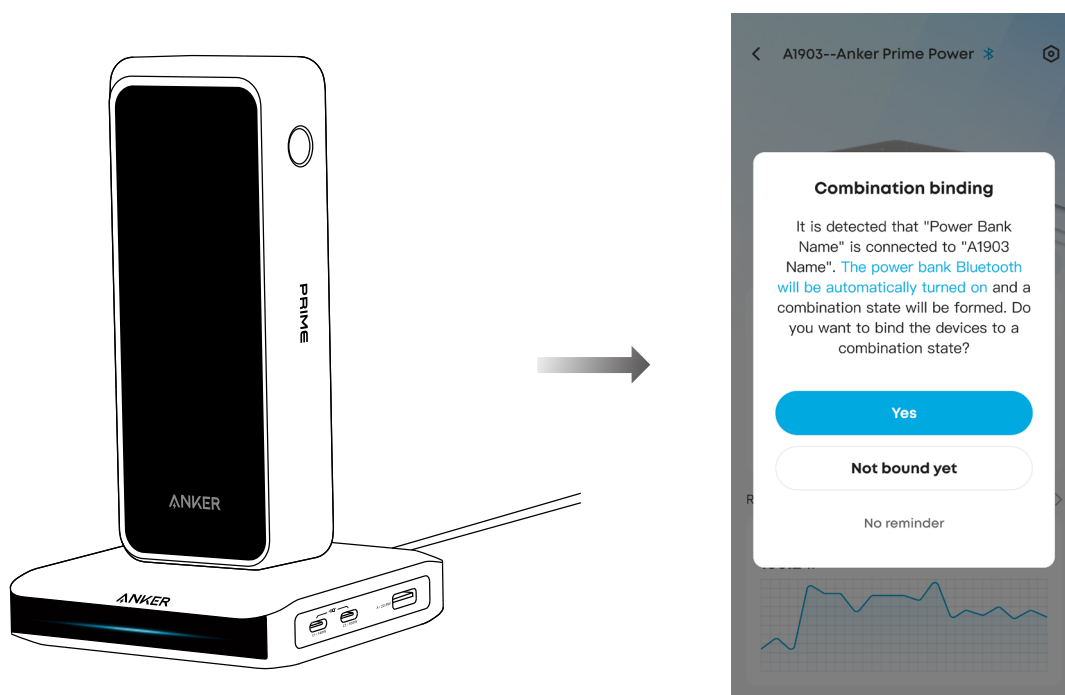 PRIME
ANKER
ANKER
A1903--Anker Prime Power
Combination binding
It is detected that "Power Bank
Name" is connected to "A1903
Name". The power bank Bluetooth
will be automatically turned on and a
combination state will be formed. Do
you want to bind the devices to a
combination state?
Yes
Not bound yet
No reminder